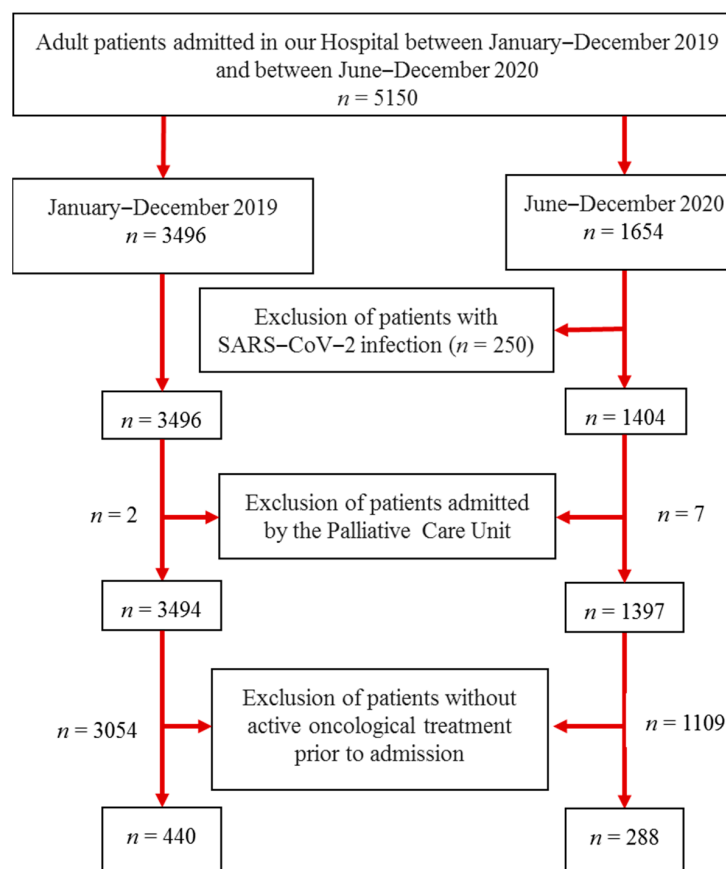 Adult patients admitted in our Hospital between January–December 2019
and between June–December 2020
n = 5150
January–December 2019
n = 3496
June–December 2020
n = 1654
Exclusion of patients with
SARS–CoV–2 infection (n = 250)
n = 3496
n = 1404
n = 2
Exclusion of patients admitted
by the Palliative Care Unit
n = 7
n = 3494
n = 1397
n = 3054
Exclusion of patients without
active oncological treatment
prior to admission
n = 1109
n = 440
n = 288